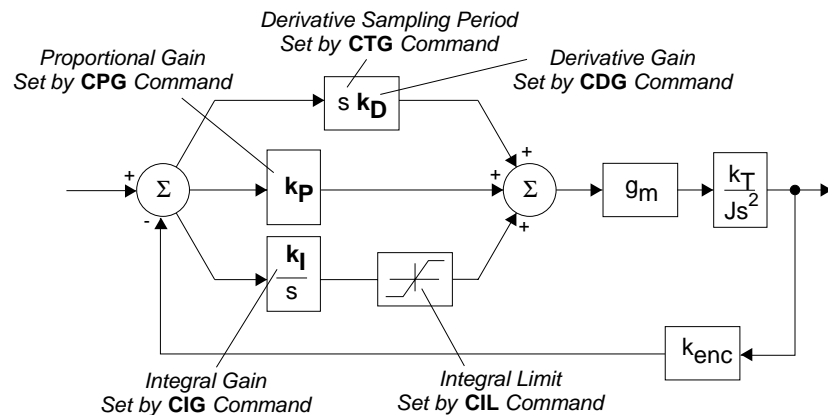 Derivative Sampling Period
Set by CTG Command
Proportional Gain
Set by CPG Command
Derivative Gain
Set by CDG Command
s kD
+
+
Σ
kP
+
Σ
gm
kT
Js²
-
+
kI
s
kenc
Integral Gain
Set by CIG Command
Integral Limit
Set by CIL Command